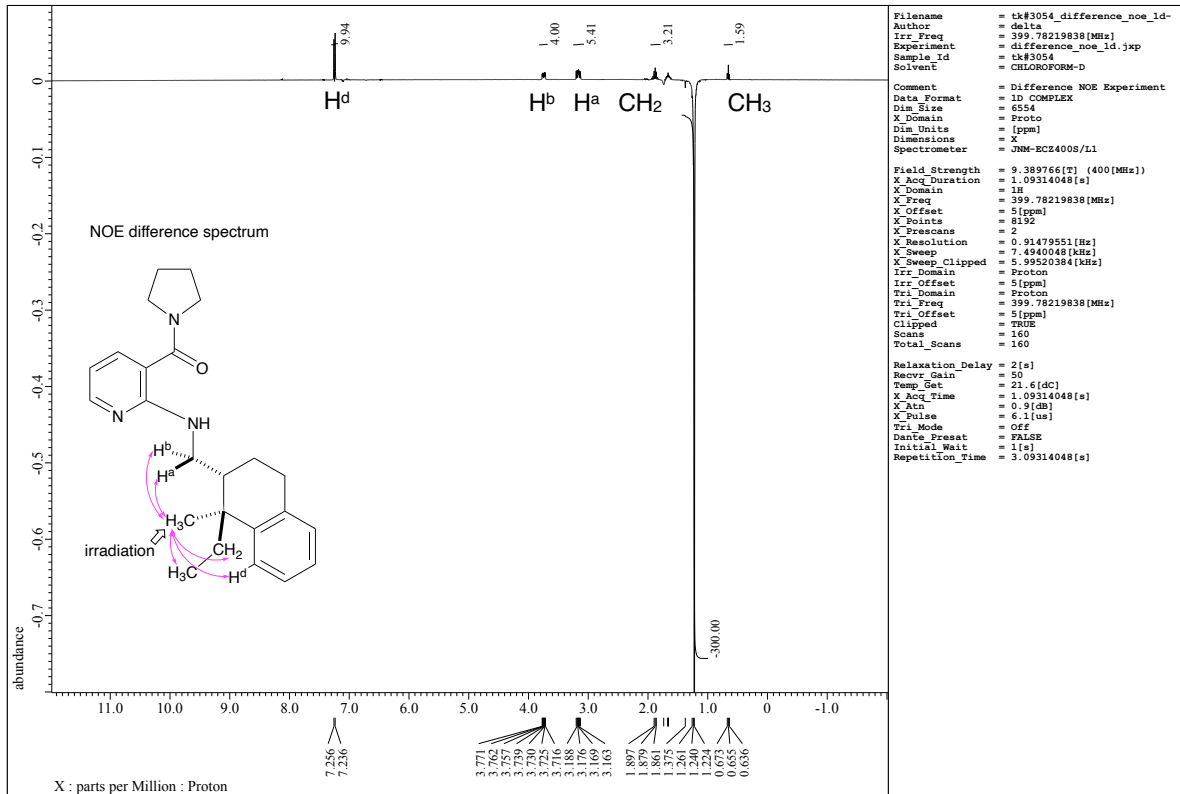 9.94
4.00
5.41
3.21
1.59
0
-0.1
-0.2
-0.3
-0.4
-0.5
-0.6
-0.7
abundance
Hd
Hb
Ha
CH2
CH3
NOE difference spectrum
N
O
N
NH
Hb
Ha
H3C
irradiation
CH2
H3C
Hd
-300.00
11.0 10.0 9.0 8.0 7.0 6.0 5.0 4.0 3.0 2.0 1.0 0 -1.0
7.256
7.236
3.771
3.762
3.757
3.739
3.730
3.725
3.716
3.188
3.176
3.169
3.163
1.897
1.879
1.861
1.375
1.261
1.240
1.224
0.673
0.655
0.636
X : parts per Million : Proton
Filename = tk#3054_difference_noe_1d-
Author = delta
Irr_Freq = 399.78219838[MHz]
Experiment = difference_noe_1d.jxp
Sample_Id = tk#3054
Solvent = CHLOROFORM-D
Comment = Difference NOE Experiment
Data_Format = 1D COMPLEX
Dim_Size = 6554
X_Domain = Proto
Dim_Units = [ppm]
Dimensions = X
Spectrometer = JNM-ECZ400S/L1
Field_Strength = 9.389766[T] (400[MHz])
X_Acq_Duration = 1.09314048[s]
X_Domain = 1H
X_Freq = 399.78219838[MHz]
X_Offset = 5[ppm]
X_Points = 8192
X_Prescans = 2
X_Resolution = 0.91479551[Hz]
X_Sweep = 7.4940048[kHz]
X_Sweep_Clipped = 5.99520384[kHz]
Irr_Domain = Proton
Irr_Offset = 5[ppm]
Tri_Domain = Proton
Tri_Freq = 399.78219838[MHz]
Tri_Offset = 5[ppm]
Clipped = TRUE
Scans = 160
Total_Scans = 160
Relaxation_Delay = 2[s]
Recvr_Gain = 50
Temp_Get = 21.6[dC]
X_Acq_Time = 1.09314048[s]
X_Atn = 0.9[dB]
X_Pulse = 6.1[us]
Tri_Mode = Off
Dante_Presat = FALSE
Initial_Wait = 1[s]
Repetition_Time = 3.09314048[s]